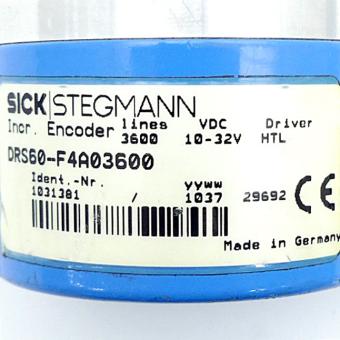 SICK|STEGMANN
Incr. Encoder lines 3600 VDC 10-32V Driver HTL
DRS60-F4A03600
Ident.-Nr. 1031381 / yyww 1037 29692 CE
Made in Germany